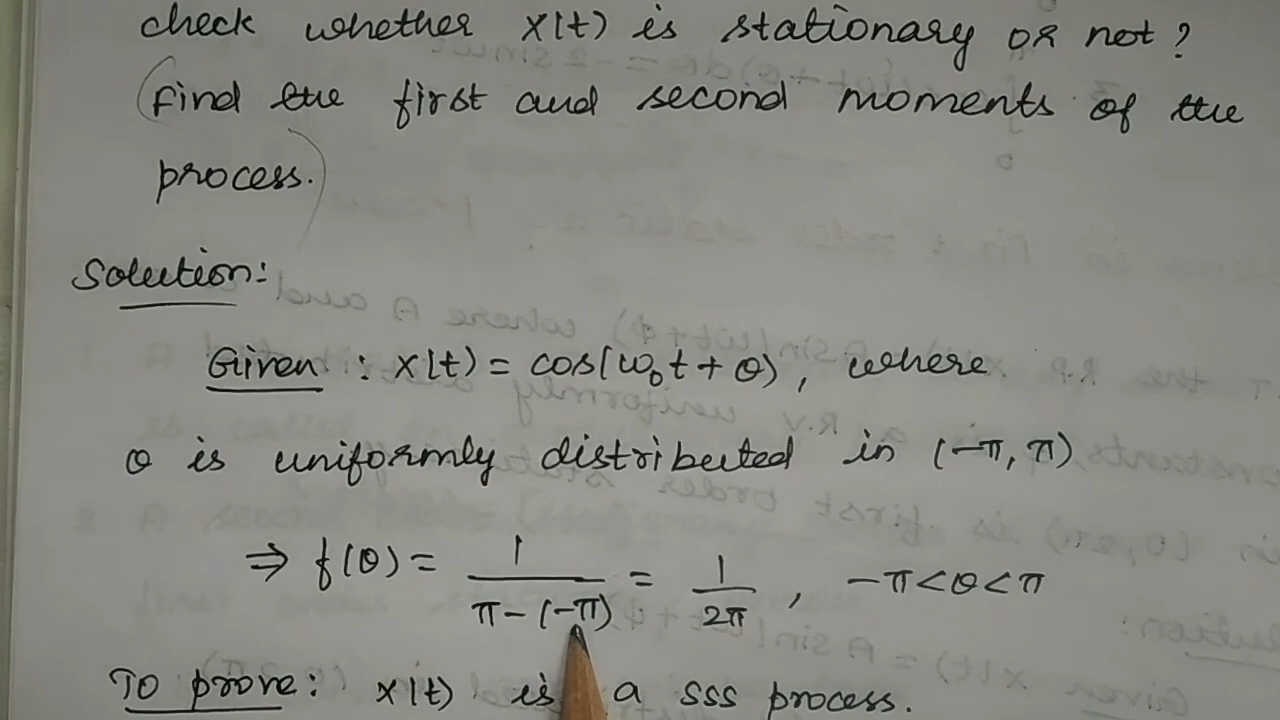 check whether X(t) is stationary or not?
(Find the first and second moments of the
process.)
Solution:
Given : X(t) = cos(ω₀t + θ), where
θ is uniformly distributed in (-π, π)
⇒ f(θ) = 1/(π-(-π)) = 1/2π, -π<θ<π
To prove: X(t) is a SSS process.